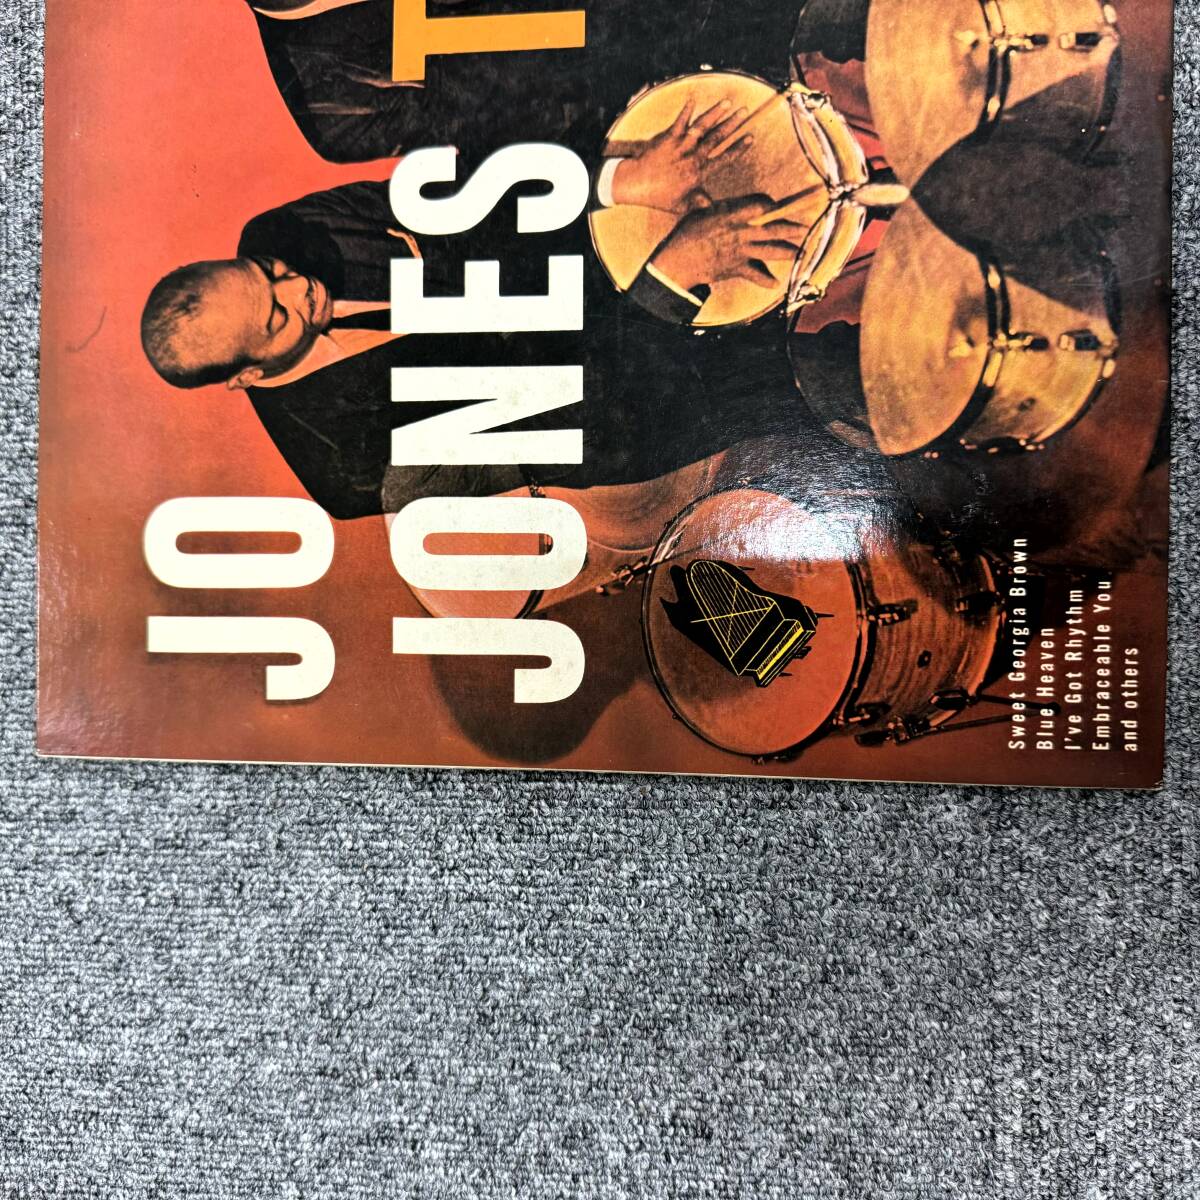 JO
JONES T
Sweet Georgia Brown
Blue Heaven
I've Got Rhythm
Embraceable You
and others